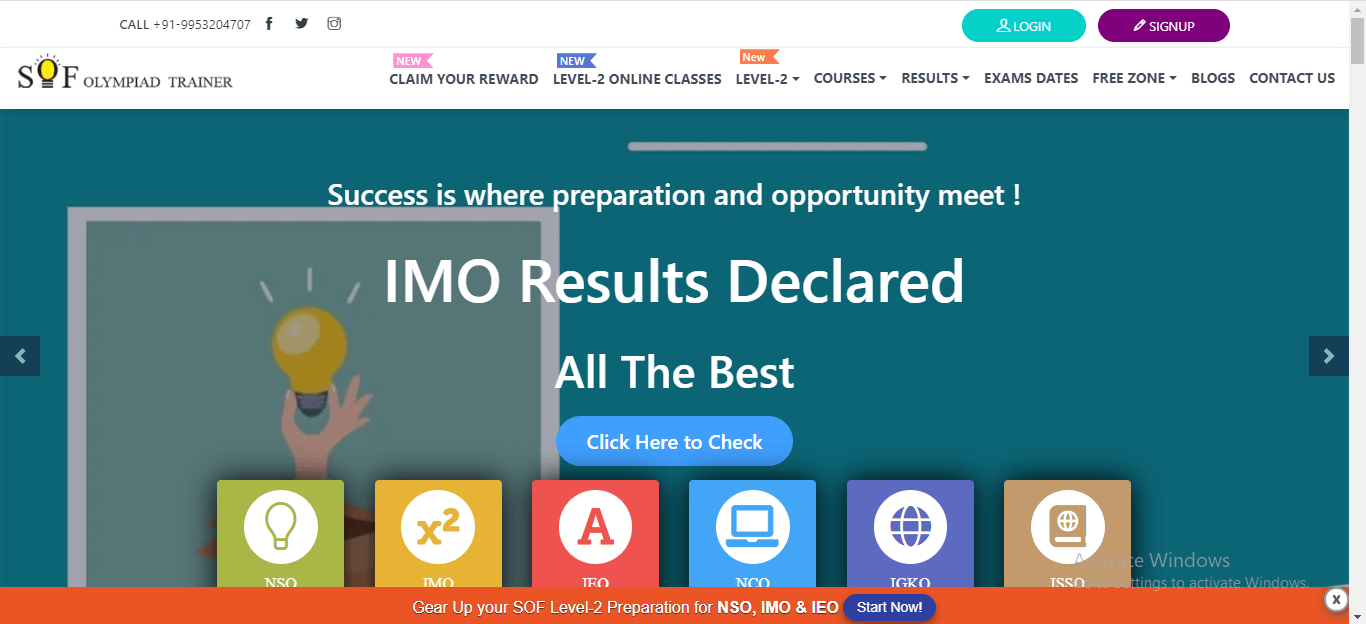 CALL +91-9953204707
LOGIN
SIGNUP
SOF OLYMPIAD TRAINER
NEW
CLAIM YOUR REWARD
NEW
LEVEL-2 ONLINE CLASSES
New
LEVEL-2
COURSES
RESULTS
EXAMS DATES
FREE ZONE
BLOGS
CONTACT US
Success is where preparation and opportunity meet !
IMO Results Declared
All The Best
Click Here to Check
x²
A
NSO
IMO
IEO
NCO
IGKO
ISSO
Activate Windows
to Settings to activate Windows.
Gear Up your SOF Level-2 Preparation for NSO, IMO & IEO
Start Now!
X